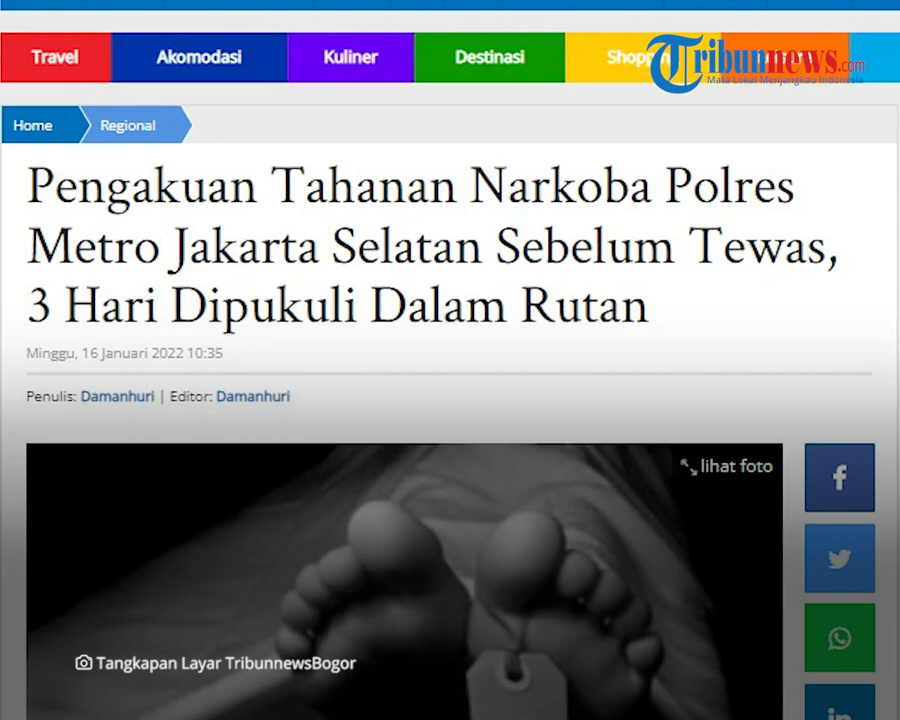 Travel Akomodasi Kuliner Destinasi
Tribunnews.com
Mata Lokal Menjangkau Indonesia
Home Regional
Pengakuan Tahanan Narkoba Polres
Metro Jakarta Selatan Sebelum Tewas,
3 Hari Dipukuli Dalam Rutan
Minggu, 16 Januari 2022 10:35
Penulis: Damanhuri | Editor: Damanhuri
lihat foto
Tangkapan Layar TribunnewsBogor